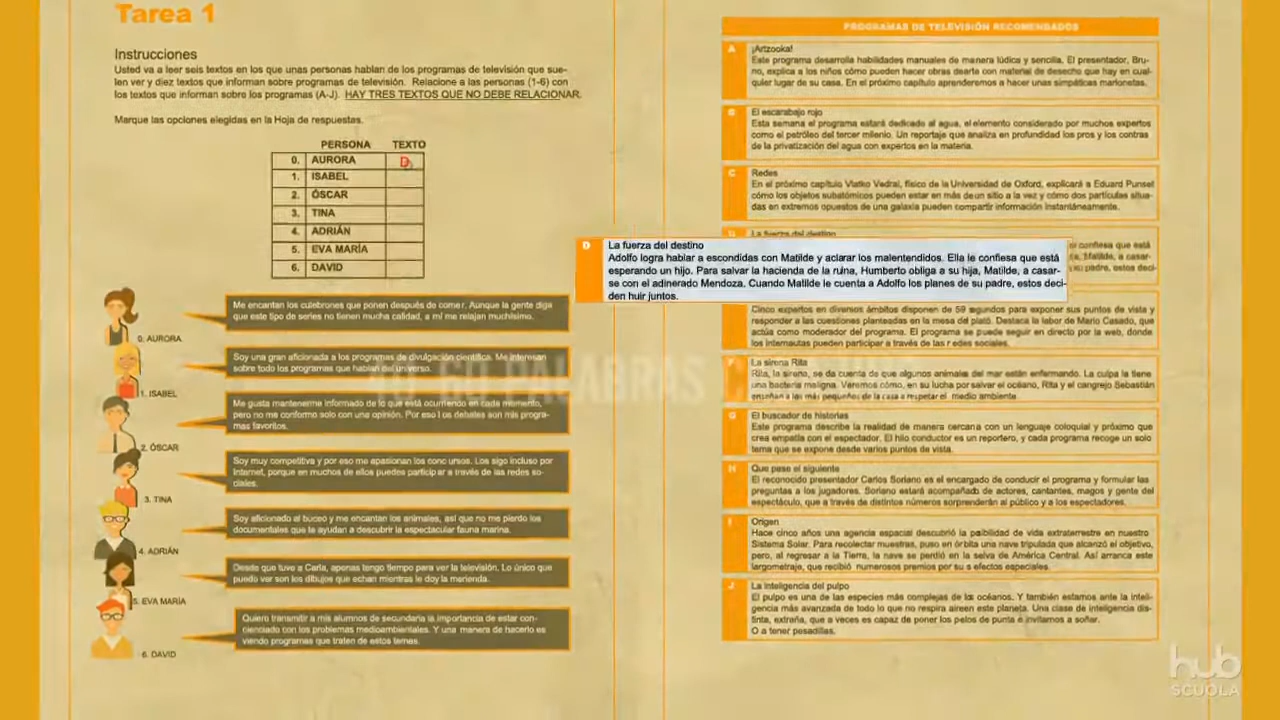 Tarea 1
Instrucciones
Usted va a leer seis textos en los que unas personas hablan de los programas de televisión que sue-
len ver y diez textos que informan sobre programas de televisión. Relacione a las personas (1-6) con
los textos que informan sobre los programas (A-J). HAY TRES TEXTOS QUE NO DEBE RELACIONAR.
Marque las opciones elegidas en la Hoja de respuestas.
PERSONA TEXTO
0. AURORA D
1. ISABEL
2. ÓSCAR
3. TINA
4. ADRIÁN
5. EVA MARÍA
6. DAVID
Me encantan los culebrones que ponen después de comer. Aunque la gente diga
que este tipo de series no tienen mucha calidad, a mí me relajan muchísimo.
0. AURORA
Soy una gran aficionada a los programas de divulgación científica. Me interesan
sobre todo los programas que hablan del universo.
1. ISABEL
Me gusta mantenerme informado de lo que está ocurriendo en cada momento,
pero no me conformo solo con una opinión. Por eso los debates son mis progra-
mas favoritos.
2. ÓSCAR
Soy muy competitiva y por eso me apasionan los concursos. Los sigo incluso por
Internet, porque en muchos de ellos puedes participar a través de las redes so-
ciales.
3. TINA
Soy aficionado al buceo y me encantan los animales, así que no me pierdo los
documentales que te ayudan a descubrir la espectacular fauna marina.
4. ADRIÁN
Desde que tuve a Carla, apenas tengo tiempo para ver la televisión. Lo único que
puedo ver son los dibujos que echan mientras le doy la merienda.
5. EVA MARÍA
Quiero transmitir a mis alumnos de secundaria la importancia de estar con-
cienciado con los problemas medioambientales. Y una manera de hacerlo es
viendo programas que traten de estos temas.
6. DAVID
PROGRAMAS DE TELEVISIÓN RECOMENDADOS
A ¡Artzooka!
Este programa desarrolla habilidades manuales de manera lúdica y sencilla. El presentador, Bru-
no, explica a los niños cómo pueden hacer obras dearte con material de desecho que hay en cual-
quier lugar de su casa. En el próximo capítulo aprenderemos a hacer unas simpáticas marionetas.
B El escarabajo rojo
Esta semana el programa estará dedicado al agua, el elemento considerado por muchos expertos
como el petróleo del tercer milenio. Un reportaje que analiza en profundidad los pros y los contras
de la privatización del agua con expertos en la materia.
C Redes
En el próximo capítulo Vlatko Vedral, físico de la Universidad de Oxford, explicará a Eduard Punset
cómo los objetos subatómicos pueden estar en más de un sitio a la vez y cómo dos partículas situa-
das en extremos opuestos de una galaxia pueden compartir información instantáneamente.
D La fuerza del destino
Adolfo logra hablar a escondidas con Matilde y aclarar los malentendidos. Ella le confiesa que está
esperando un hijo. Para salvar la hacienda de la ruina, Humberto obliga a su hija, Matilde, a casar-
se con el adinerado Mendoza. Cuando Matilde le cuenta a Adolfo los planes de su padre, estos deci-
den huir juntos.
Cinco expertos en diversos ámbitos disponen de 59 segundos para exponer sus puntos de vista y
responder a las cuestiones planteadas en la mesa del plató. Destaca la labor de Mario Casado, que
actúa como moderador del programa. El programa se puede seguir en directo por la web, donde
los internautas pueden participar a través de las redes sociales.
F La sirena Rita
Rita, la sirena, se da cuenta de que algunos animales del mar están enfermando. La culpa la tiene
una bacteria maligna. Veremos cómo, en su lucha por salvar el océano, Rita y el cangrejo Sebastián
enseñan a los más pequeños de la casa a respetar el medio ambiente.
G El buscador de historias
Este programa describe la realidad de manera cercana con un lenguaje coloquial y próximo que
crea empatía con el espectador. El hilo conductor es un reportero, y cada programa recoge un solo
tema que se expone desde varios puntos de vista.
H Que pase el siguiente
El reconocido presentador Carlos Soriano es el encargado de conducir el programa y formular las
preguntas a los jugadores. Soriano estará acompañado de actores, cantantes, magos y gente del
espectáculo, que a través de distintos números sorprenderán al público y a los espectadores.
I Origen
Hace cinco años una agencia espacial descubrió la posibilidad de vida extraterrestre en nuestro
Sistema Solar. Para recolectar muestras, puso en órbita una nave tripulada que alcanzó el objetivo,
pero, al regresar a la Tierra, la nave se perdió en la selva de América Central. Así arranca este
largometraje, que recibió numerosos premios por sus efectos especiales.
J La inteligencia del pulpo
El pulpo es una de las especies más complejas de los océanos. Y también estamos ante la inteli-
gencia más avanzada de todo lo que no respira aireen este planeta. Una clase de inteligencia dis-
tinta, extraña, que a veces es capaz de poner los pelos de punta e invitarnos a soñar.
O a tener pesadillas.
hub
SCUOLA